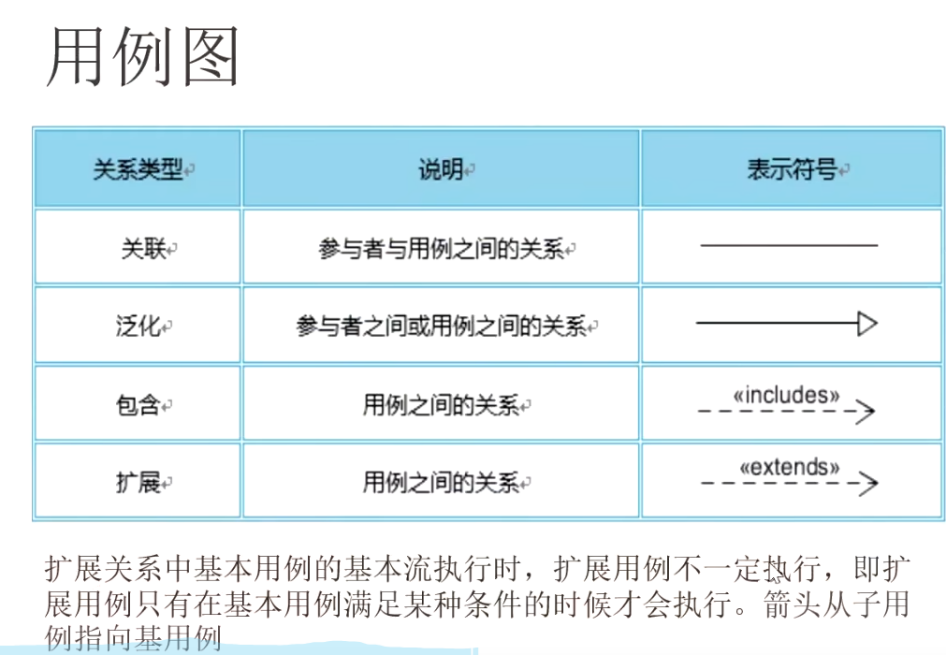 用例图
关系类型 说明 表示符号
关联 参与者与用例之间的关系
泛化 参与者之间或用例之间的关系
包含 用例之间的关系 «includes»
扩展 用例之间的关系 «extends»
扩展关系中基本用例的基本流执行时，扩展用例不一定执行，即扩
展用例只有在基本用例满足某种条件的时候才会执行。箭头从子用
例指向基用例